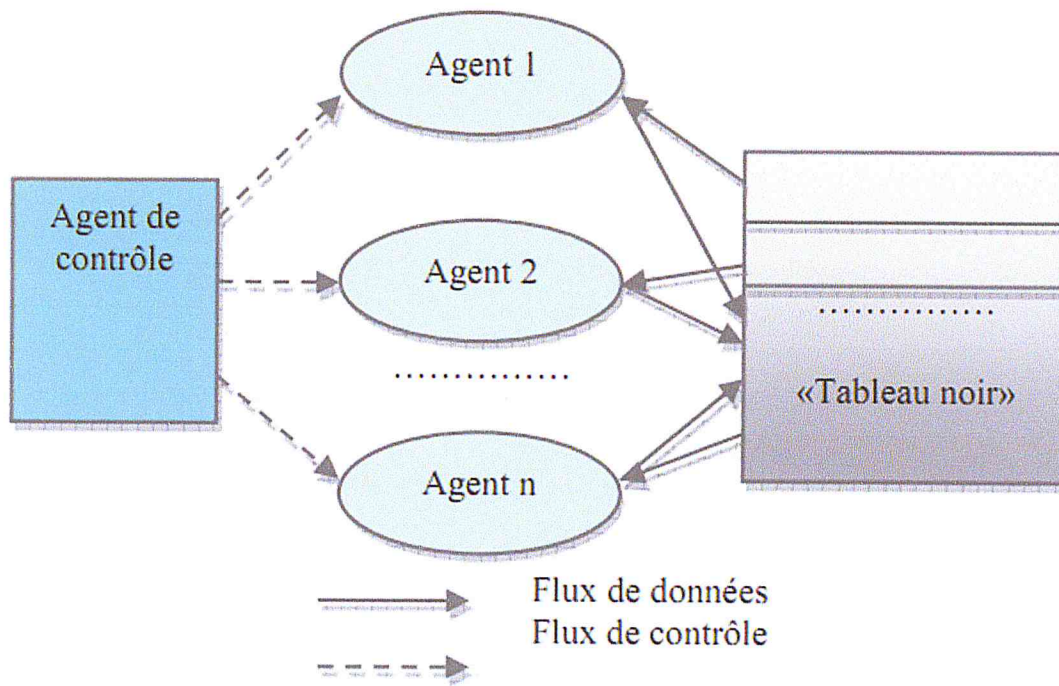 Agent 1
Agent de
contrôle
Agent 2
...............
...............
«Tableau noir»
Agent n
Flux de données
Flux de contrôle